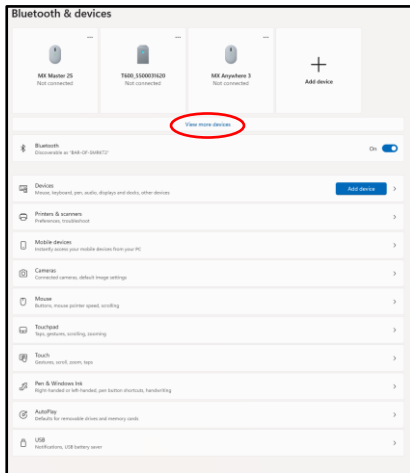 Bluetooth & devices
MX Master 2S
Not connected
T600_5500031620
Not connected
MX Anywhere 3
Not connected
Add device
View more devices
Bluetooth
Discoverable as
On
Devices
Mouse, keyboard, pen, audio, displays and docks, other devices
Add device
Printers & scanners
Preferences, troubleshoot
Mobile devices
Instantly access your mobile devices from your PC
Cameras
Connected cameras, default image settings
Mouse
Buttons, mouse pointer speed, scrolling
Touchpad
Taps, gestures, scrolling, zooming
Touch
Gestures, scroll, zoom, taps
Pen & Windows Ink
Right-handed or left-handed, pen button shortcuts, handwriting
AutoPlay
Defaults for removable drives and memory cards
USB
Notifications, USB battery saver